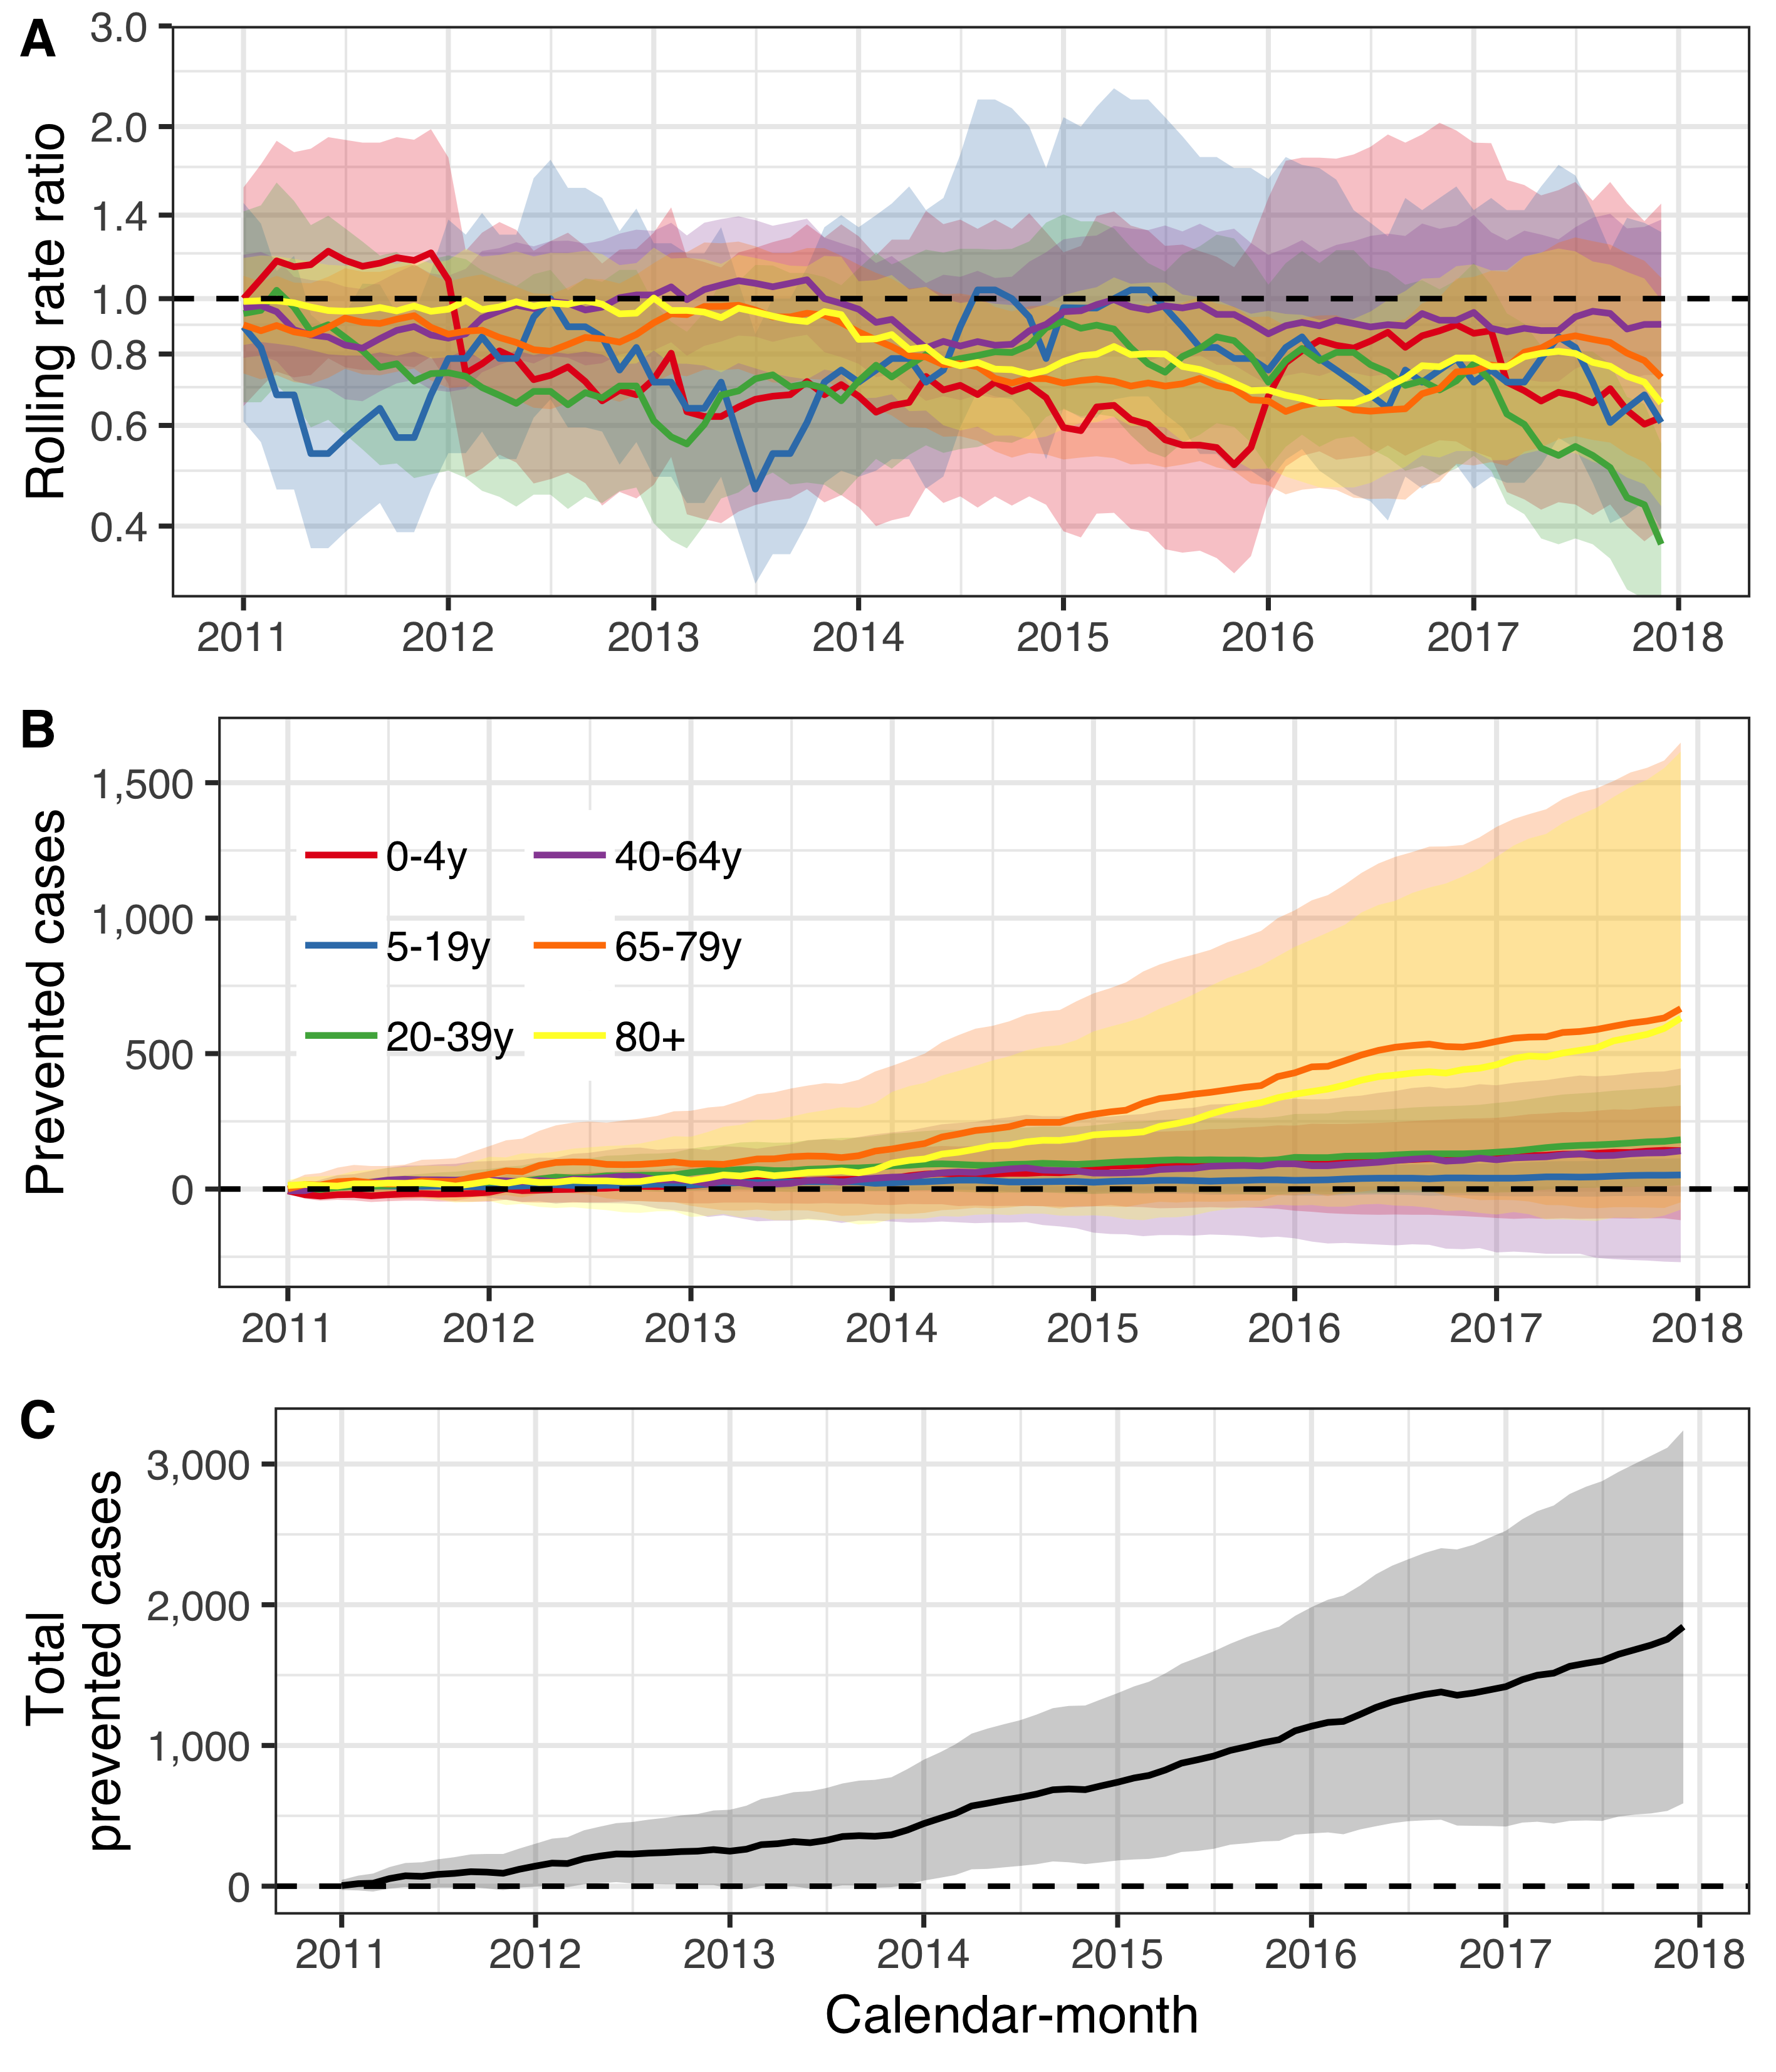 A
Rolling rate ratio
3.0
2.0
1.4
1.0
0.8
0.6
0.4
2011 2012 2013 2014 2015 2016 2017 2018
B
Prevented cases
1,500
1,000
500
0
0-4y 40-64y
5-19y 65-79y
20-39y 80+
2011 2012 2013 2014 2015 2016 2017 2018
C
Total
prevented cases
3,000
2,000
1,000
0
2011 2012 2013 2014 2015 2016 2017 2018
Calendar-month